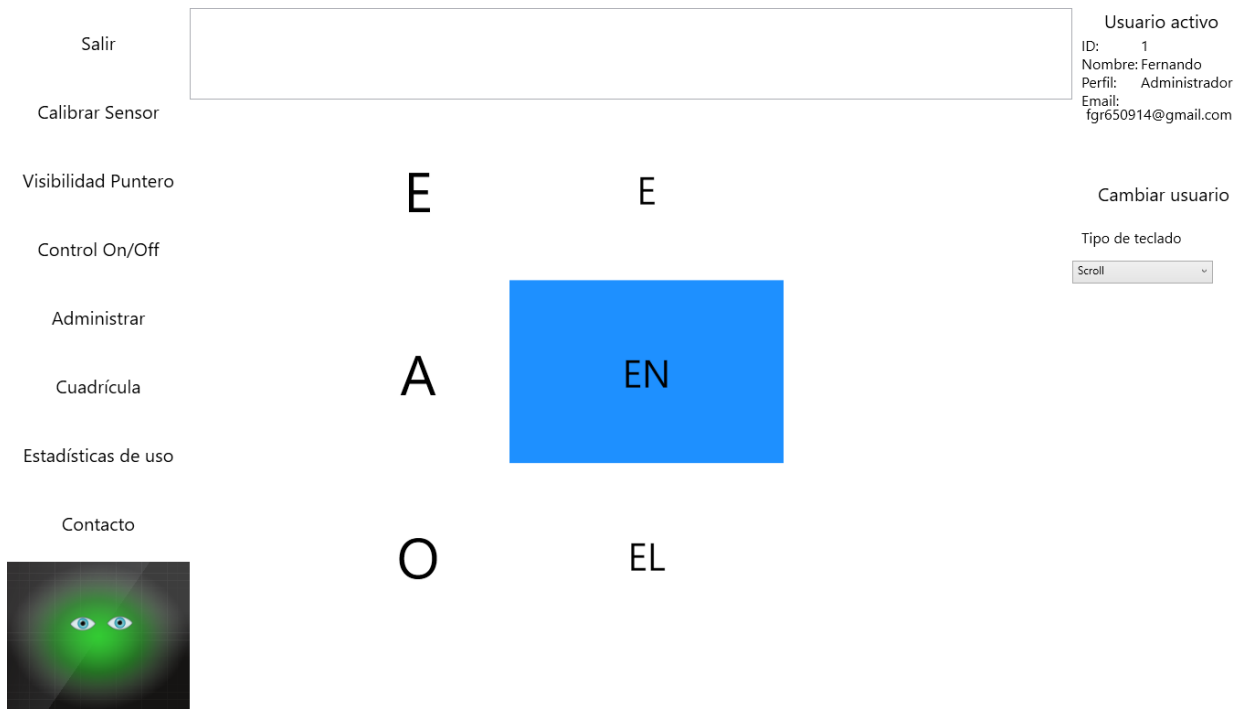 Salir
Calibrar Sensor
Visibilidad Puntero
Control On/Off
Administrar
Cuadrícula
Estadísticas de uso
Contacto
E
A
O
E
EN
EL
Usuario activo
ID: 1
Nombre: Fernando
Perfil: Administrador
Email:
fgr650914@gmail.com
Cambiar usuario
Tipo de teclado
Scroll